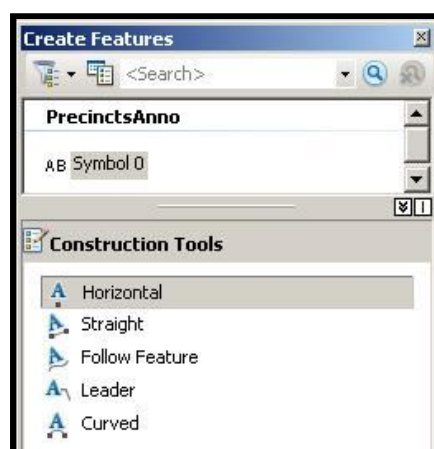 Create Features
<Search>
PrecinctsAnno
AB Symbol 0
Construction Tools
A Horizontal
A Straight
A Follow Feature
A Leader
A Curved